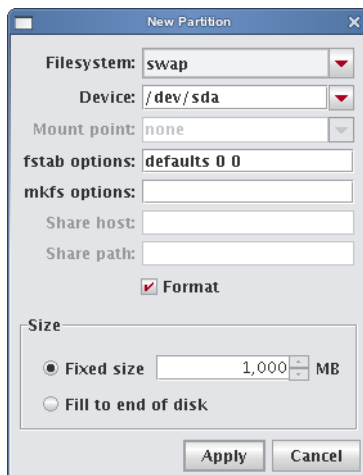 New Partition
Filesystem: swap
Device: /dev/sda
Mount point: none
fstab options: defaults 0 0
mkfs options:
Share host:
Share path:
Format
Size
Fixed size 1,000 MB
Fill to end of disk
Apply Cancel